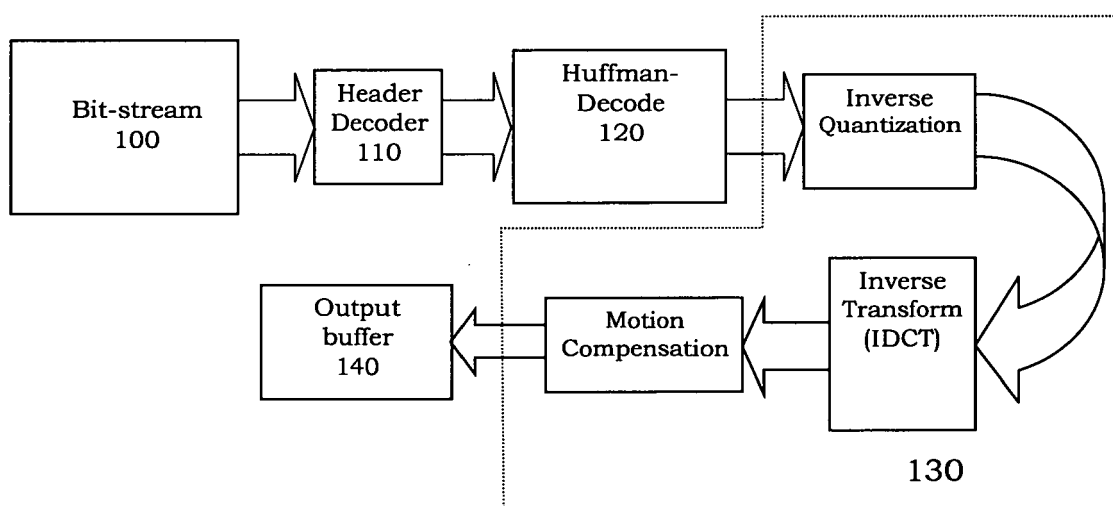 Bit-stream
100
Header
Decoder
110
Huffman-
Decode
120
Inverse
Quantization
Inverse
Transform
(IDCT)
Motion
Compensation
Output
buffer
140
130